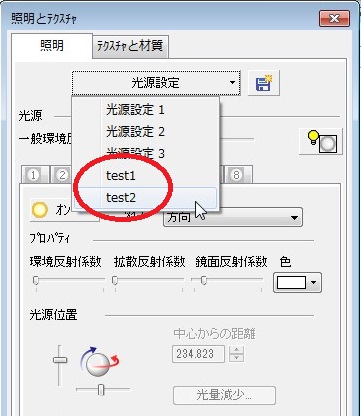 照明とテクスチャ
照明 テクスチャと材質
光源設定
光源設定 1
光源
光源設定 2
一般環境反
光源設定 3
1 2 8
test1
test2
オン
方向
プロパティ
環境反射係数 拡散反射係数 鏡面反射係数 色
光源位置
中心からの距離
234.823
光量減少...